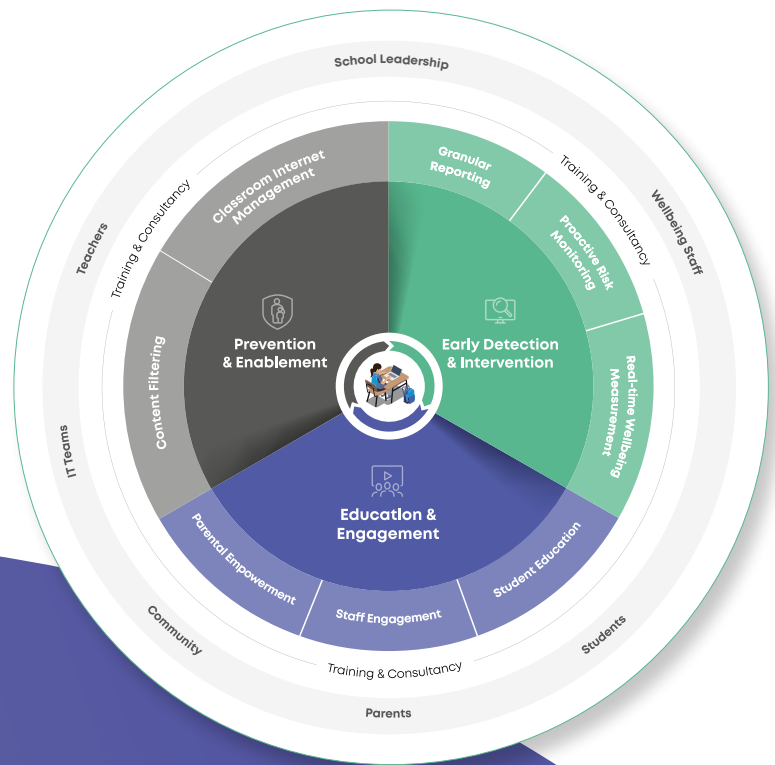 School Leadership
Wellbeing Staff
Students
Parents
Community
IT Teams
Teachers
Training & Consultancy
Training & Consultancy
Training & Consultancy
Classroom Internet
Management
Content Filtering
Granular
Reporting
Proactive Risk
Monitoring
Real-time Wellbeing
Measurement
Student Education
Staff Engagement
Parental Empowerment
Prevention
& Enablement
Early Detection
& Intervention
Education &
Engagement